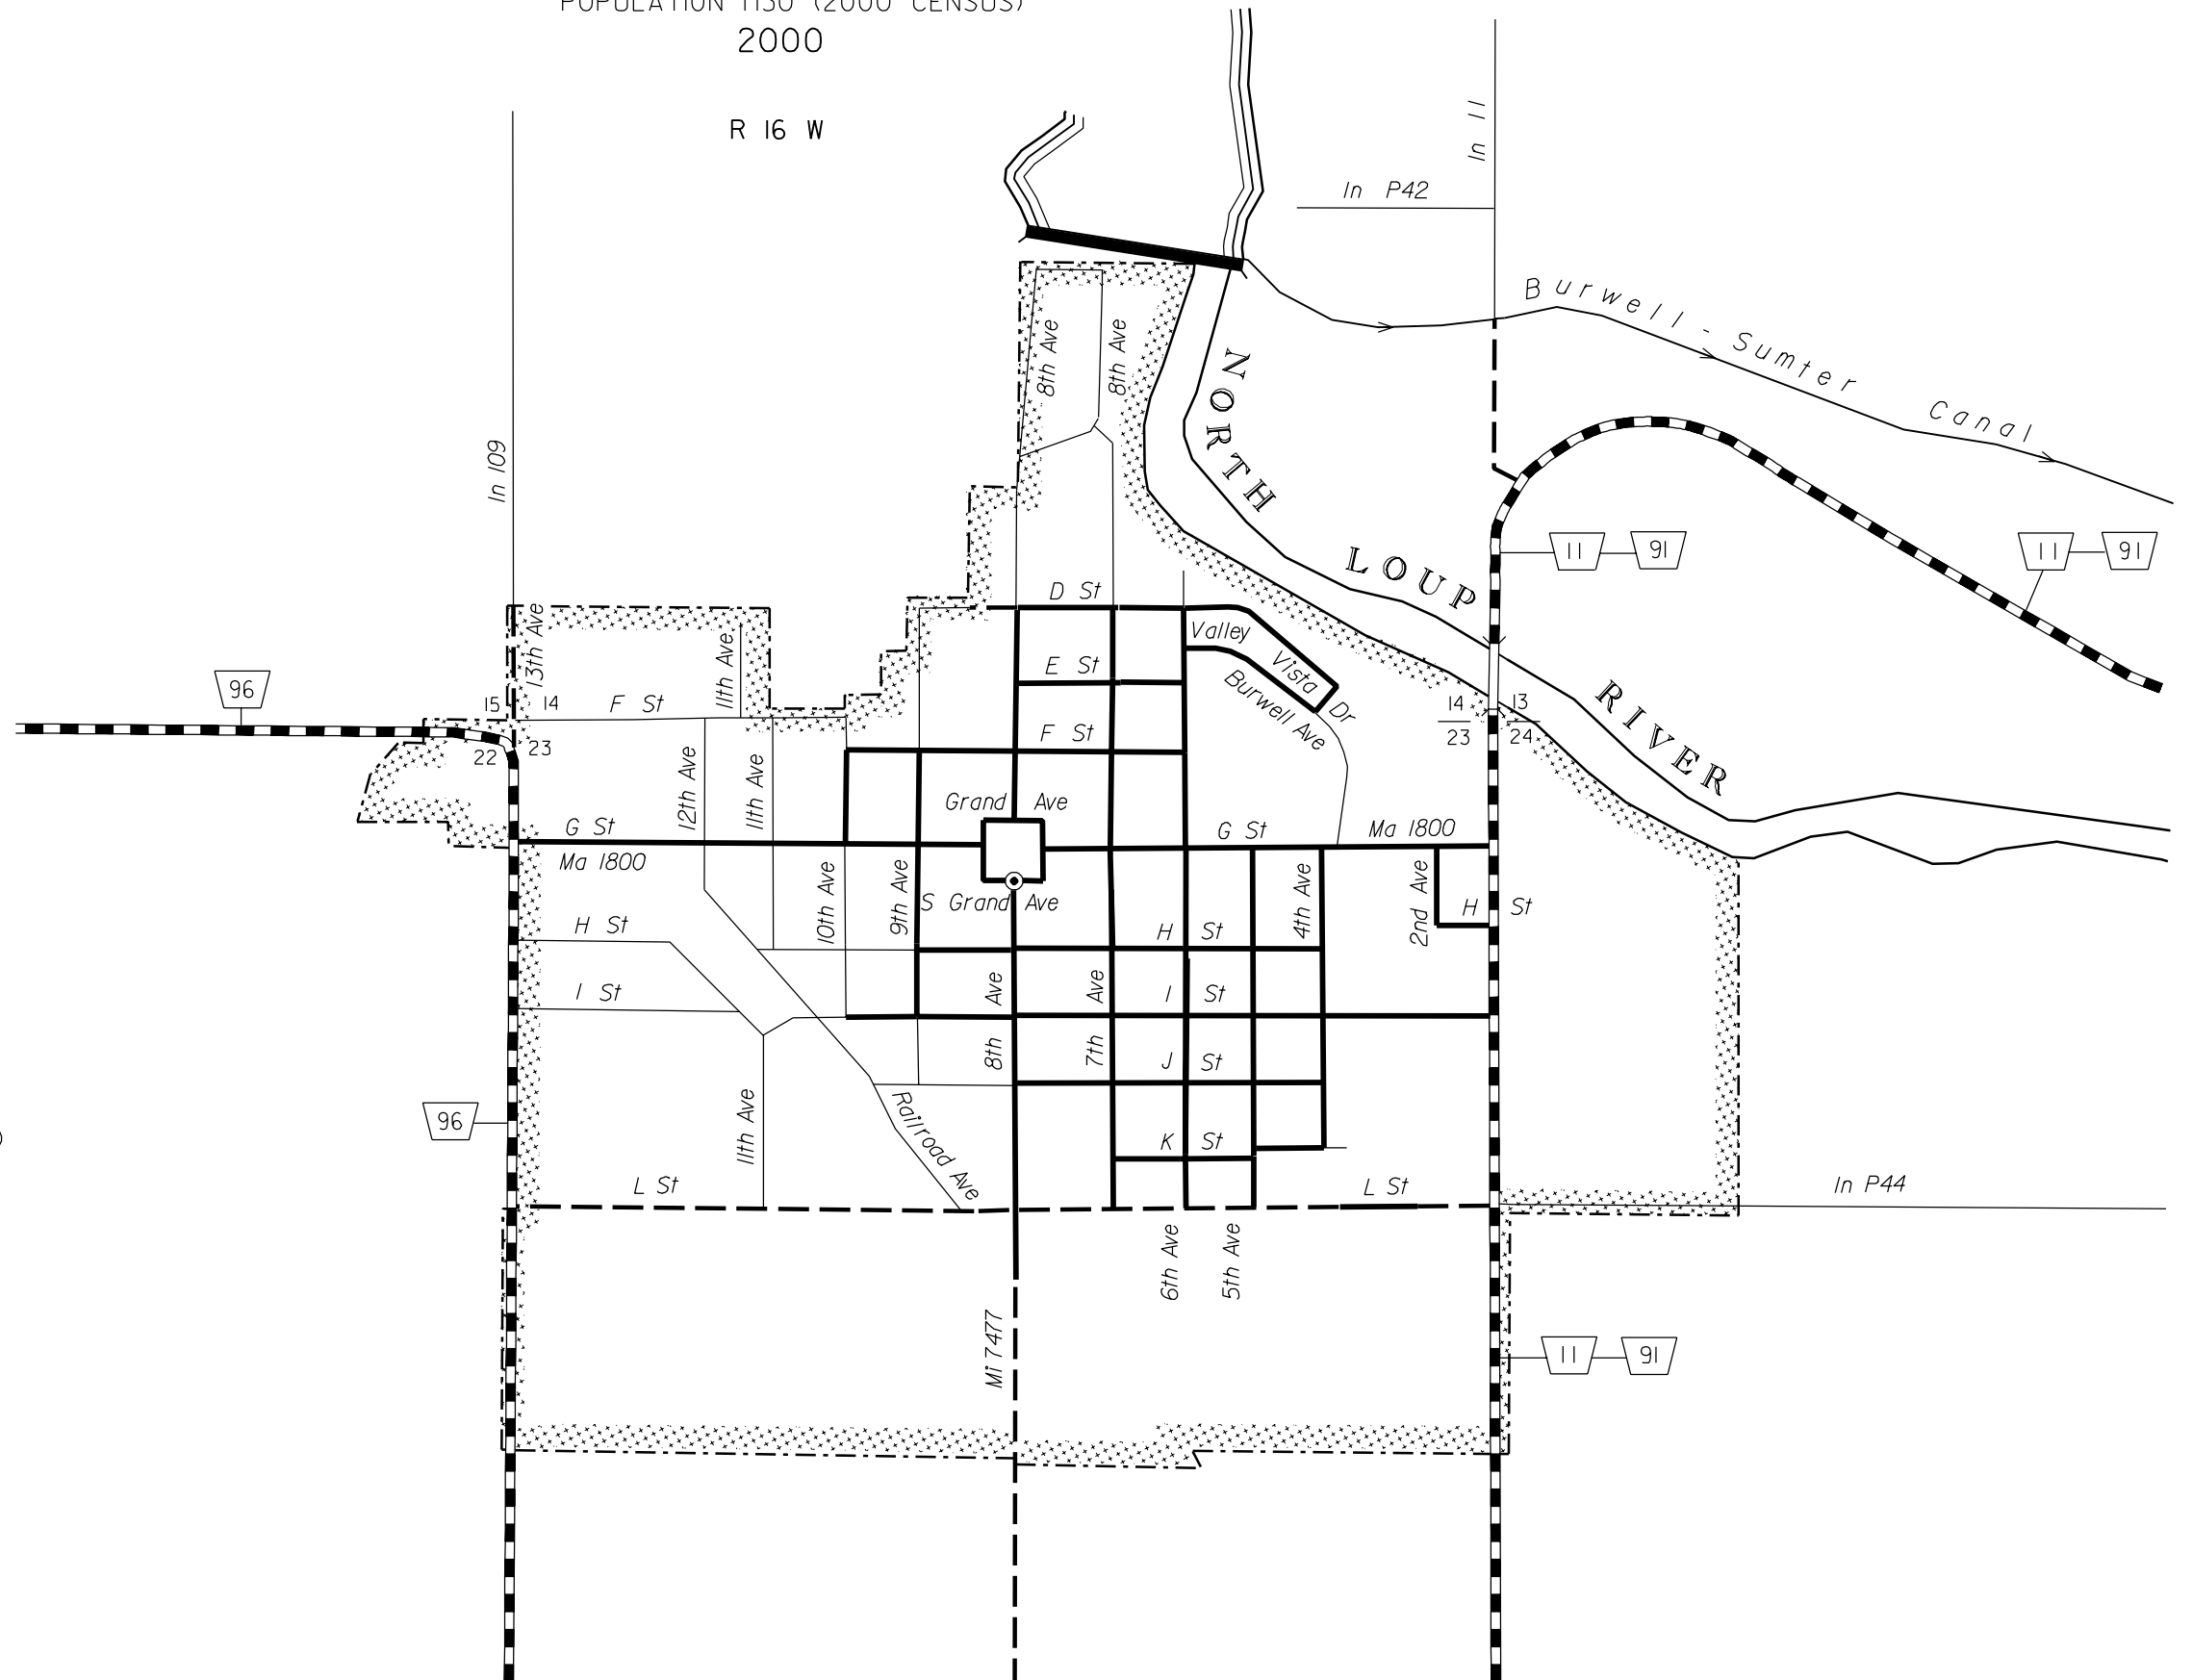 POPULATION 1130 (2000 CENSUS)
2000
R 16 W
In 11
In P42
Burwell - Sumter Canal
8th Ave
8th Ave
NORTH LOUP RIVER
In 109
11
91
11
91
D St
13th Ave
11th Ave
Valley Vista Dr
E St
96
15
14
F St
Burwell Ave
14
13
23
24
22
23
F St
12th Ave
11th Ave
Grand Ave
G St
G St
Ma 1800
Ma 1800
10th Ave
9th Ave
S Grand Ave
4th Ave
2nd Ave
H St
H St
H St
I St
8th Ave
7th Ave
I St
J St
96
11th Ave
Railroad Ave
K St
L St
L St
In P44
6th Ave
5th Ave
Mi 7477
11
91